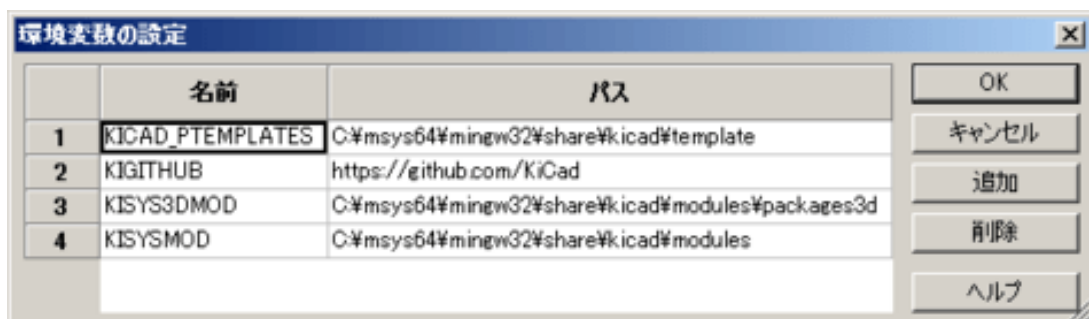 環境変数の設定
名前 パス
1 KICAD_PTEMPLATES C:¥msys64¥mingw32¥share¥kicad¥template
2 KIGITHUB https://github.com/KiCad
3 KISYS3DMOD C:¥msys64¥mingw32¥share¥kicad¥modules¥packages3d
4 KISYSMOD C:¥msys64¥mingw32¥share¥kicad¥modules
OK
キャンセル
追加
削除
ヘルプ